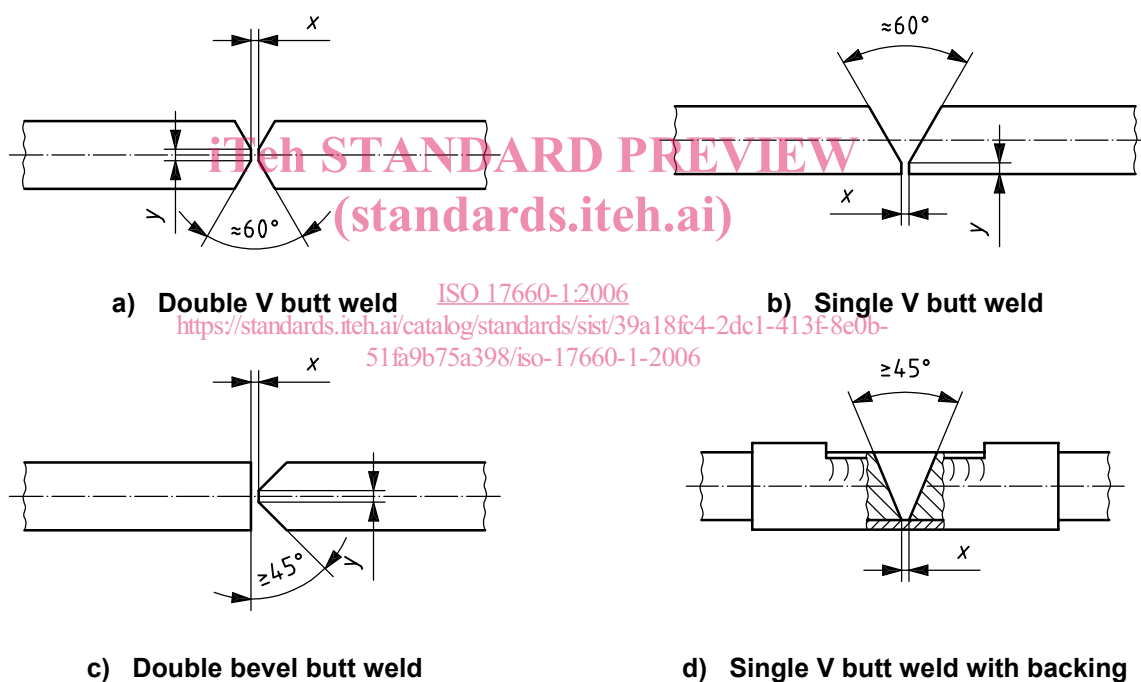 x
≈60°
y
≈60°
x
y
iTeh STANDARD PREVIEW
(standards.iteh.ai)
a) Double V butt weld
b) Single V butt weld
ISO 17660-1:2006
https://standards.iteh.ai/catalog/standards/sist/39a18fc4-2dc1-413f-8e0b-
51fa9b75a398/iso-17660-1-2006
x
≥45°
y
≥45°
x
c) Double bevel butt weld
d) Single V butt weld with backing